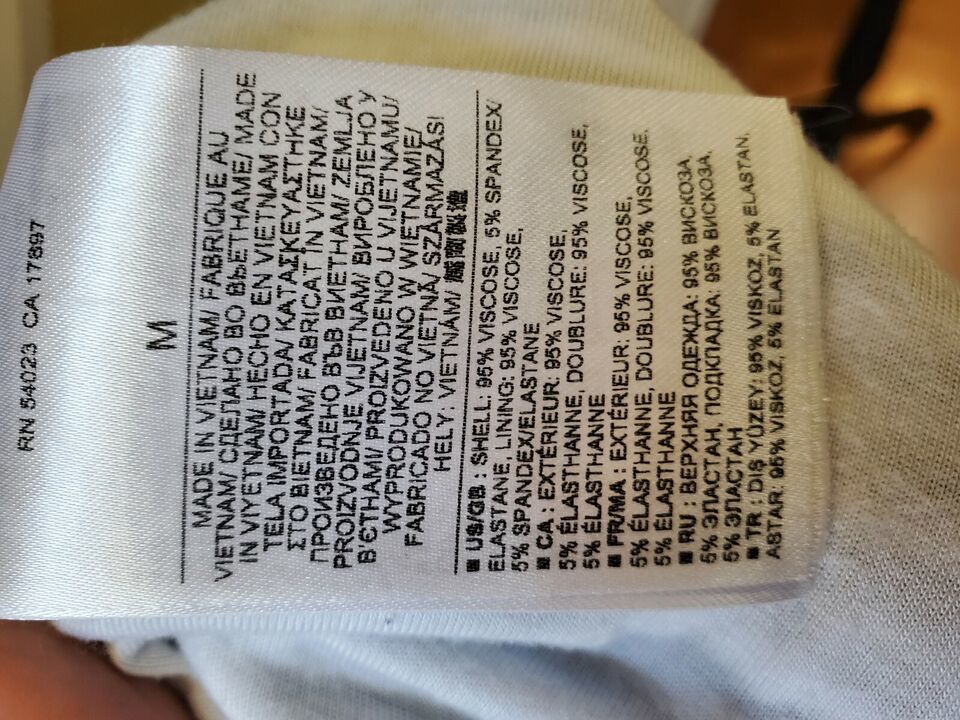 RN 54023 CA 17897
M
MADE IN VIETNAM/ FABRIQUE AU
VIETNAM/ СДЕЛАНО ВО ВЬЕТНАМЕ/ MADE
IN VIYETNAM/ HECHO EN VIETNAM CON
TELA IMPORTADA/ ΚΑΤΑΣΚΕΥΑΣΤΗΚΕ
ΣΤΟ ΒΙΕΤΝΑΜ/ FABRICAT IN VIETNAM/
ПРОИЗВЕДЕНО ВЪВ ВИЕТНАМ/ ZEMLJA
PROIZVODNJE VIJETNAM/ ВИРОБЛЕНО У
В'ЄТНАМІ/ PROIZVEDENO U VIJETNAMU/
WYPRODUKOWANO W WIETNAMIE/
FABRICADO NO VIETNÃ/ SZÁRMAZÁSI
HELY: VIETNÁM/ 越南製造
■ US/GB : SHELL: 95% VISCOSE, 5% SPANDEX/
ELASTANE, LINING: 95% VISCOSE,
5% SPANDEX/ELASTANE
■ CA : EXTÉRIEUR: 95% VISCOSE,
5% ÉLASTHANNE, DOUBLURE: 95% VISCOSE,
5% ÉLASTHANNE
■ FR/MA : EXTÉRIEUR: 95% VISCOSE,
5% ÉLASTHANNE, DOUBLURE: 95% VISCOSE,
5% ÉLASTHANNE
■ RU : ВЕРХНЯЯ ОДЕЖДА: 95% ВИСКОЗА,
5% ЭЛАСТАН, ПОДКЛАДКА: 95% ВИСКОЗА,
5% ЭЛАСТАН
■ TR : DIŞ YÜZEY: 95% VISKOZ, 5% ELASTAN,
ASTAR: 95% VISKOZ, 5% ELASTAN